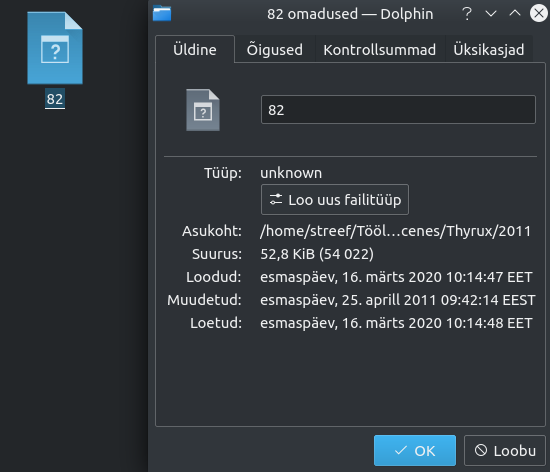 82
82 omadused — Dolphin
Üldine Õigused Kontrollsummad Üksikasjad
82
Tüüp: unknown
Loo uus failitüüp
Asukoht: /home/streef/Tööl...cenes/Thyrux/2011
Suurus: 52,8 KiB (54 022)
Loodud: esmaspäev, 16. märts 2020 10:14:47 EET
Muudetud: esmaspäev, 25. aprill 2011 09:42:14 EEST
Loetud: esmaspäev, 16. märts 2020 10:14:48 EET
OK Loobu